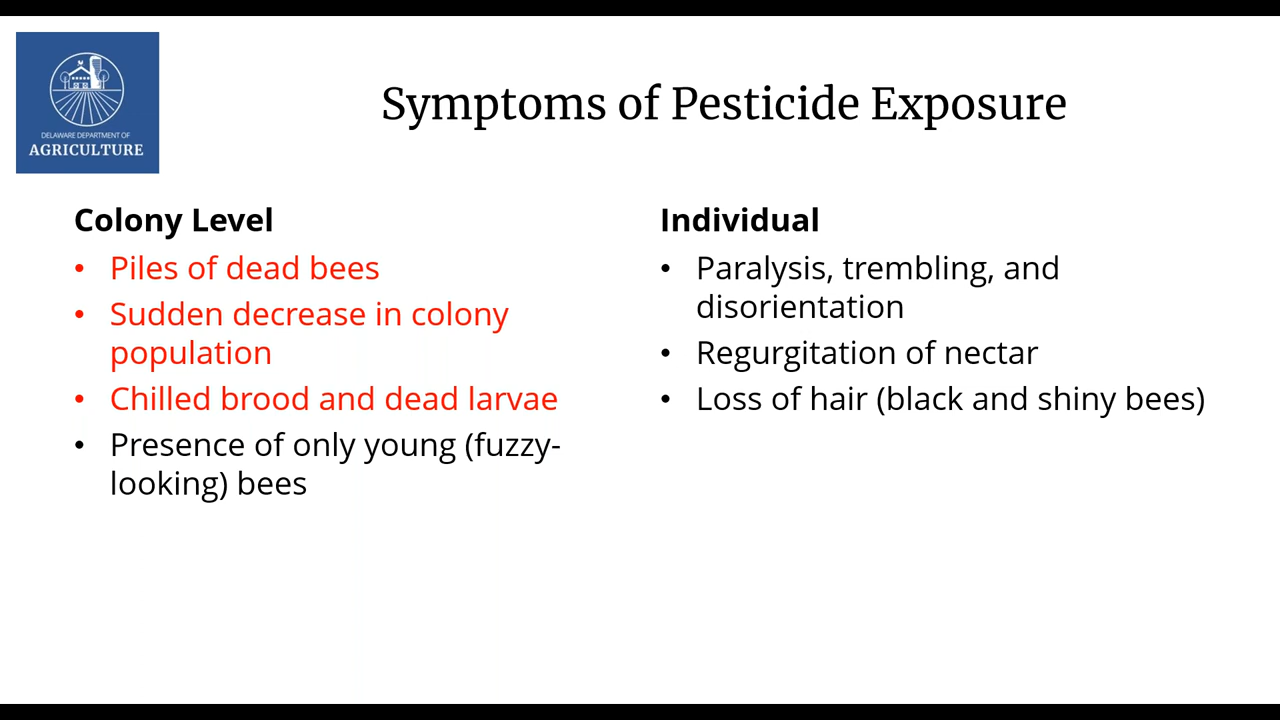 DELAWARE DEPARTMENT OF
AGRICULTURE
Symptoms of Pesticide Exposure
Colony Level
• Piles of dead bees
• Sudden decrease in colony
population
• Chilled brood and dead larvae
• Presence of only young (fuzzy-
looking) bees
Individual
• Paralysis, trembling, and
disorientation
• Regurgitation of nectar
• Loss of hair (black and shiny bees)